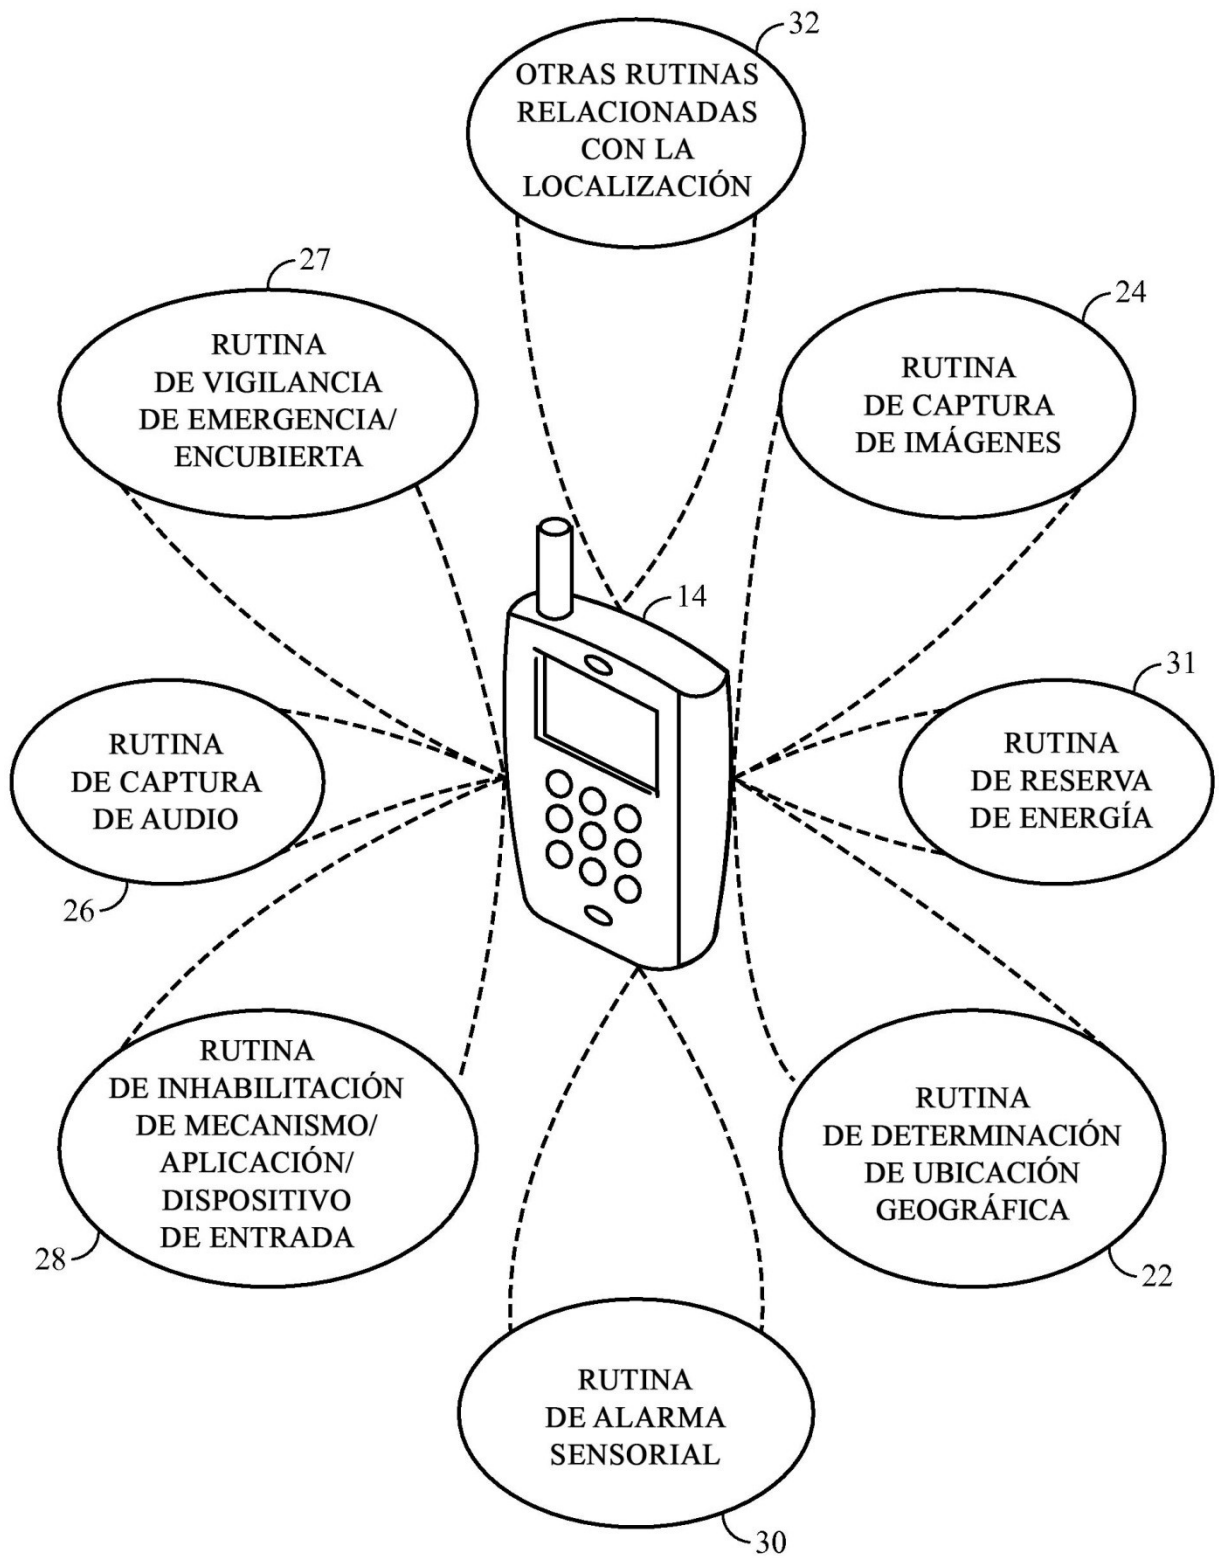 32
OTRAS RUTINAS
RELACIONADAS
CON LA
LOCALIZACIÓN
27
RUTINA
DE VIGILANCIA
DE EMERGENCIA/
ENCUBIERTA
24
RUTINA
DE CAPTURA
DE IMÁGENES
14
31
RUTINA
DE CAPTURA
DE AUDIO
26
RUTINA
DE RESERVA
DE ENERGÍA
RUTINA
DE INHABILITACIÓN
DE MECANISMO/
APLICACIÓN/
DISPOSITIVO
DE ENTRADA
28
RUTINA
DE DETERMINACIÓN
DE UBICACIÓN
GEOGRÁFICA
22
RUTINA
DE ALARMA
SENSORIAL
30